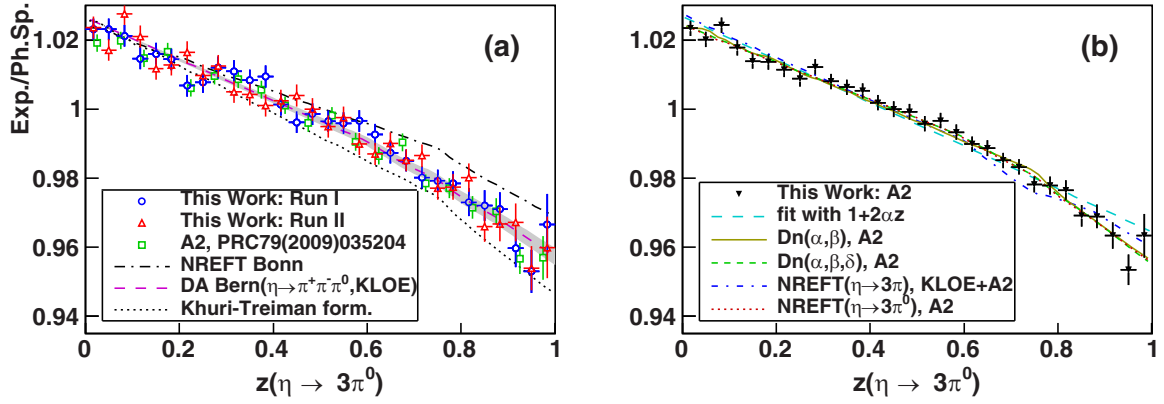 Exp./Ph.Sp.
1.02
1
0.98
0.96
0.94
(a)
This Work: Run I
This Work: Run II
A2, PRC79(2009)035204
NREFT Bonn
DA Bern(η→π⁺π⁻π⁰,KLOE)
Khuri-Treiman form.
0 0.2 0.4 0.6 0.8 1
z(η → 3π⁰)
1.02
1
0.98
0.96
0.94
(b)
This Work: A2
fit with 1+2αz
Dn(α,β), A2
Dn(α,β,δ), A2
NREFT(η→3π), KLOE+A2
NREFT(η→3π⁰), A2
0 0.2 0.4 0.6 0.8 1
z(η → 3π⁰)